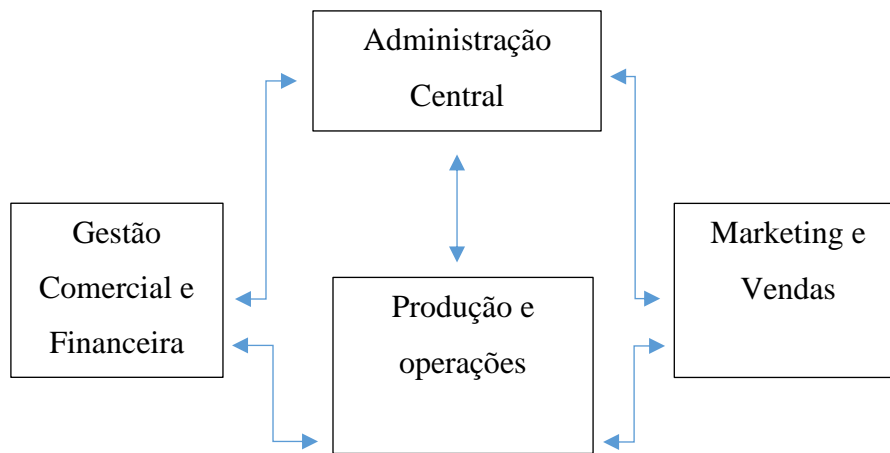 Administração
Central
Gestão
Comercial e
Financeira
Produção e
operações
Marketing e
Vendas